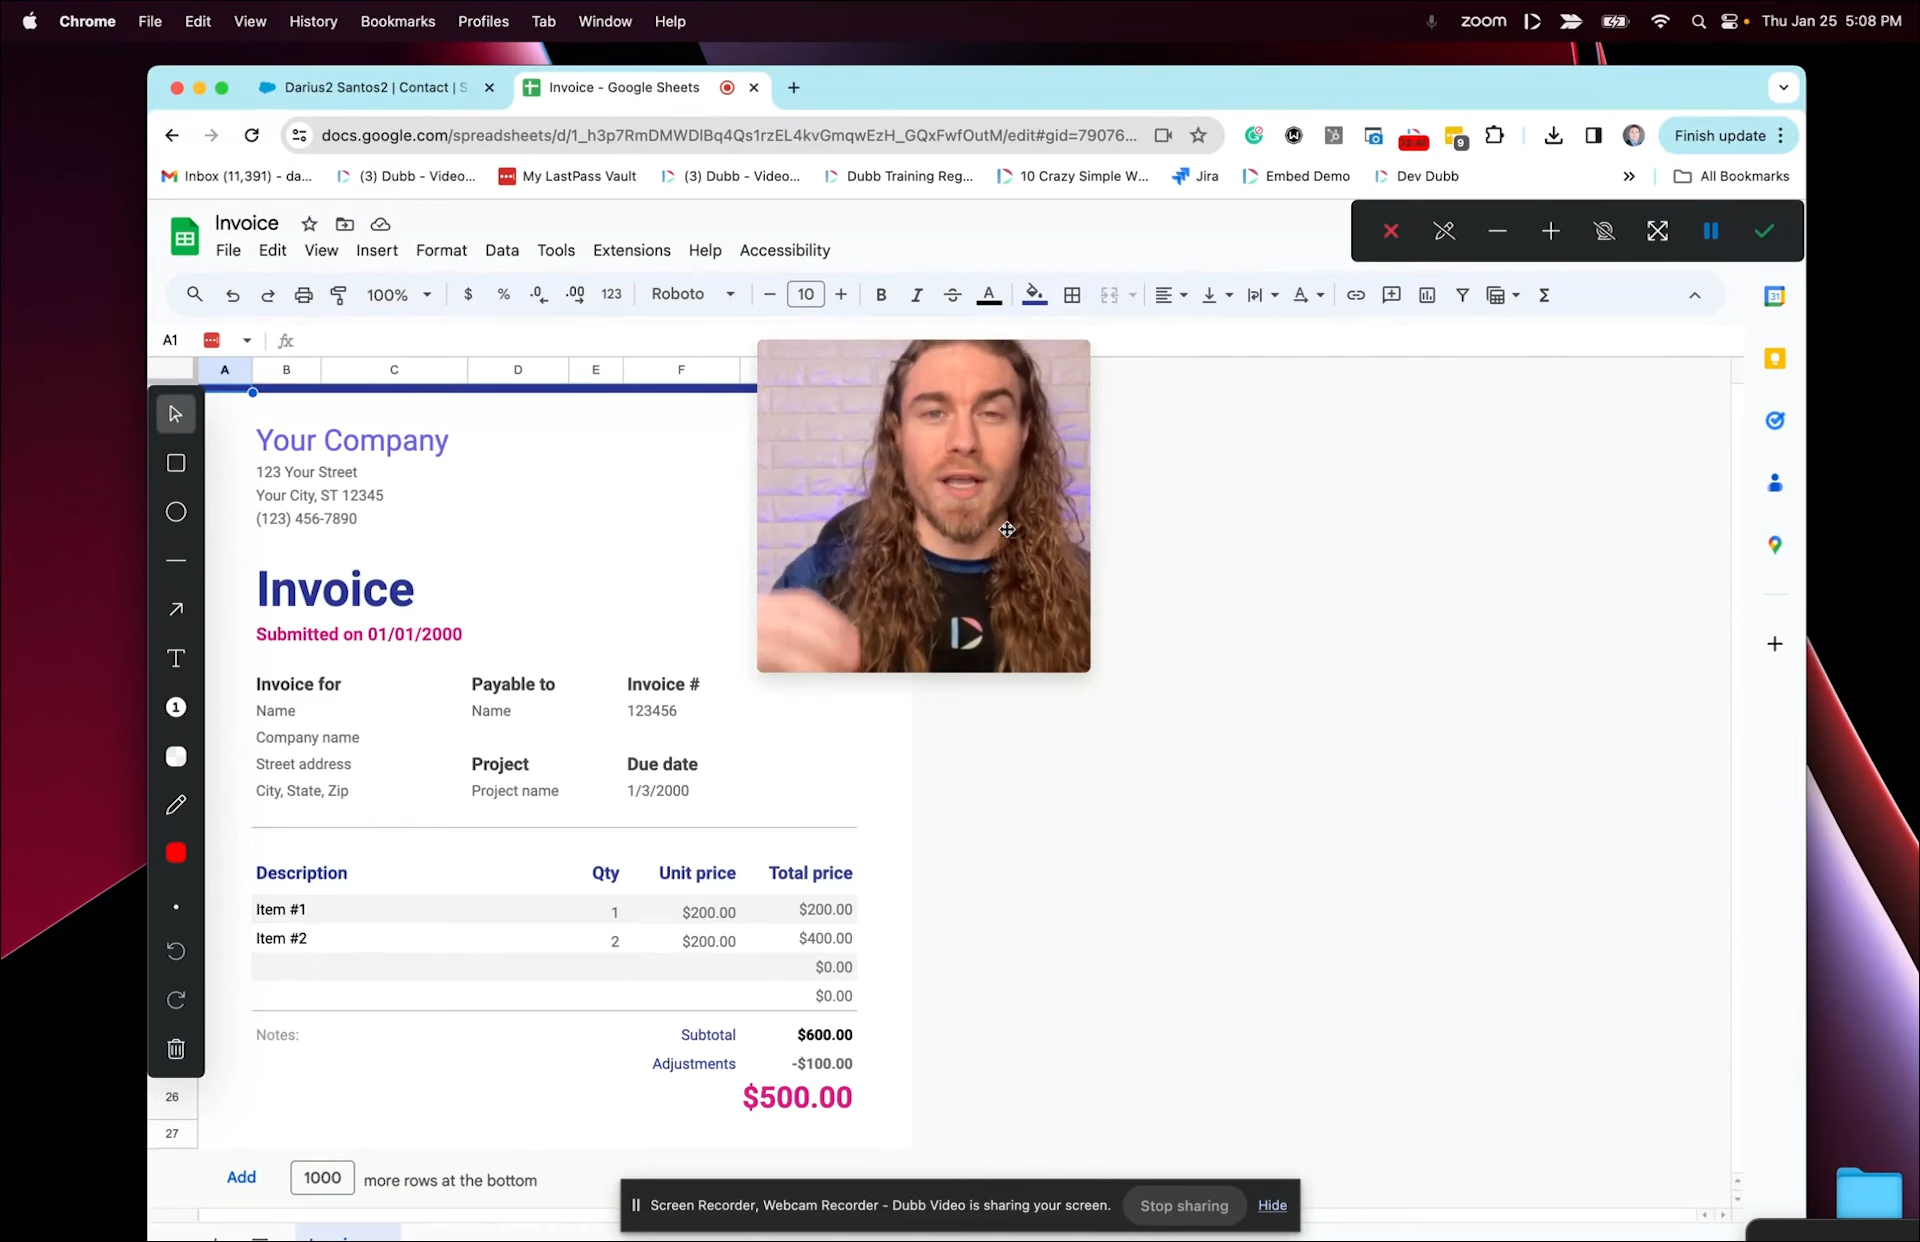 Chrome File Edit View History Bookmarks Profiles Tab Window Help zoom Thu Jan 25 5:08 PM
Darius2 Santos2 | Contact | S Invoice - Google Sheets
docs.google.com/spreadsheets/d/1_h3p7RmDMWDlBq4Qs1rzEL4kvGmqwEzH_GQxFwfOutM/edit#gid=79076... 9 Finish update
Inbox (11,391) - da... (3) Dubb - Video... My LastPass Vault (3) Dubb - Video... Dubb Training Reg... 10 Crazy Simple W... Jira Embed Demo Dev Dubb All Bookmarks
Invoice
File Edit View Insert Format Data Tools Extensions Help Accessibility
100% $ % .0 .00 123 Roboto 10 B I A
31
A1 fx
A B C D E F
Your Company
123 Your Street
Your City, ST 12345
(123) 456-7890
Invoice
Submitted on 01/01/2000
Invoice for Payable to Invoice #
Name Name 123456
Company name
Street address Project Due date
City, State, Zip Project name 1/3/2000
T
1
Description Qty Unit price Total price
Item #1 1 $200.00 $200.00
Item #2 2 $200.00 $400.00
$0.00
$0.00
Notes: Subtotal $600.00
Adjustments -$100.00
$500.00
26
27
Add 1000 more rows at the bottom
Screen Recorder, Webcam Recorder - Dubb Video is sharing your screen. Stop sharing Hide